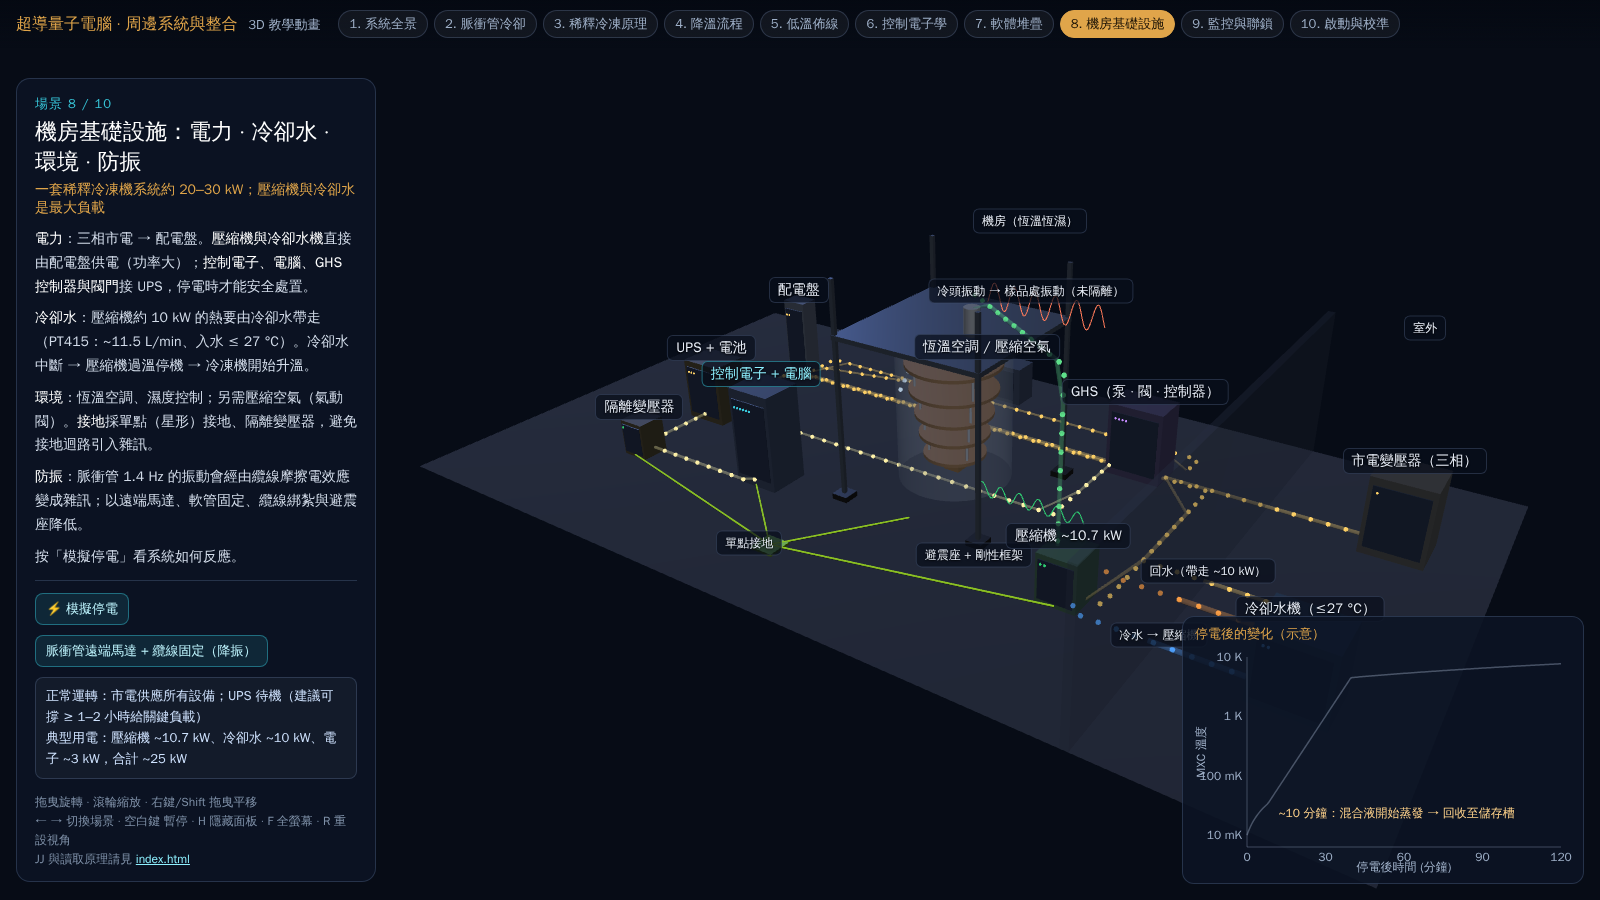 超導量子電腦 · 周邊系統與整合 3D 教學動畫 1. 系統全景 2. 脈衝管冷卻 3. 稀釋冷凍原理 4. 降溫流程 5. 低溫佈線 6. 控制電子學 7. 軟體堆疊 8. 機房基礎設施 9. 監控與聯鎖 10. 啟動與校準
場景 8 / 10
機房基礎設施：電力 · 冷卻水 ·
環境 · 防振
一套稀釋冷凍機系統約 20–30 kW；壓縮機與冷卻水
是最大負載
電力：三相市電 → 配電盤。壓縮機與冷卻水機直接
由配電盤供電（功率大）；控制電子、電腦、GHS
控制器與閥門接 UPS，停電時才能安全處置。
冷卻水：壓縮機約 10 kW 的熱要由冷卻水帶走
（PT415：~11.5 L/min、入水 ≤ 27 °C）。冷卻水
中斷 → 壓縮機過溫停機 → 冷凍機開始升溫。
環境：恆溫空調、濕度控制；另需壓縮空氣（氣動
閥）。接地採單點（星形）接地、隔離變壓器，避免
接地迴路引入雜訊。
防振：脈衝管 1.4 Hz 的振動會經由纜線摩擦電效應
變成雜訊；以遠端馬達、軟管固定、纜線綁紮與避震
座降低。
按「模擬停電」看系統如何反應。
⚡ 模擬停電
脈衝管遠端馬達 + 纜線固定（降振）
正常運轉：市電供應所有設備；UPS 待機（建議可
撐 ≥ 1–2 小時給關鍵負載）
典型用電：壓縮機 ~10.7 kW、冷卻水 ~10 kW、電
子 ~3 kW，合計 ~25 kW
拖曳旋轉 · 滾輪縮放 · 右鍵/Shift 拖曳平移
← → 切換場景 · 空白鍵 暫停 · H 隱藏面板 · F 全螢幕 · R 重
設視角
JJ 與讀取原理請見 index.html
機房（恆溫恆濕）
配電盤
冷頭振動 → 樣品處振動（未隔離）
室外
UPS + 電池
恆溫空調 / 壓縮空氣
控制電子 + 電腦
GHS（泵 · 閥 · 控制器）
隔離變壓器
市電變壓器（三相）
單點接地
壓縮機 ~10.7 kW
避震座 + 剛性框架
回水（帶走 ~10 kW）
冷卻水機（≤27 °C）
冷水 → 壓縮
停電後的變化（示意）
10 K
1 K
100 mK
10 mK
MXC 溫度
~10 分鐘：混合液開始蒸發 → 回收至儲存槽
0 30 60 90 120
停電後時間 (分鐘)